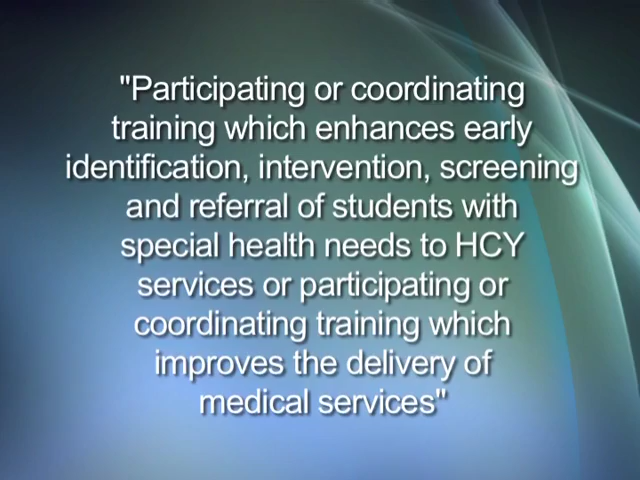 "Participating or coordinating
training which enhances early
identification, intervention, screening
and referral of students with
special health needs to HCY
services or participating or
coordinating training which
improves the delivery of
medical services"